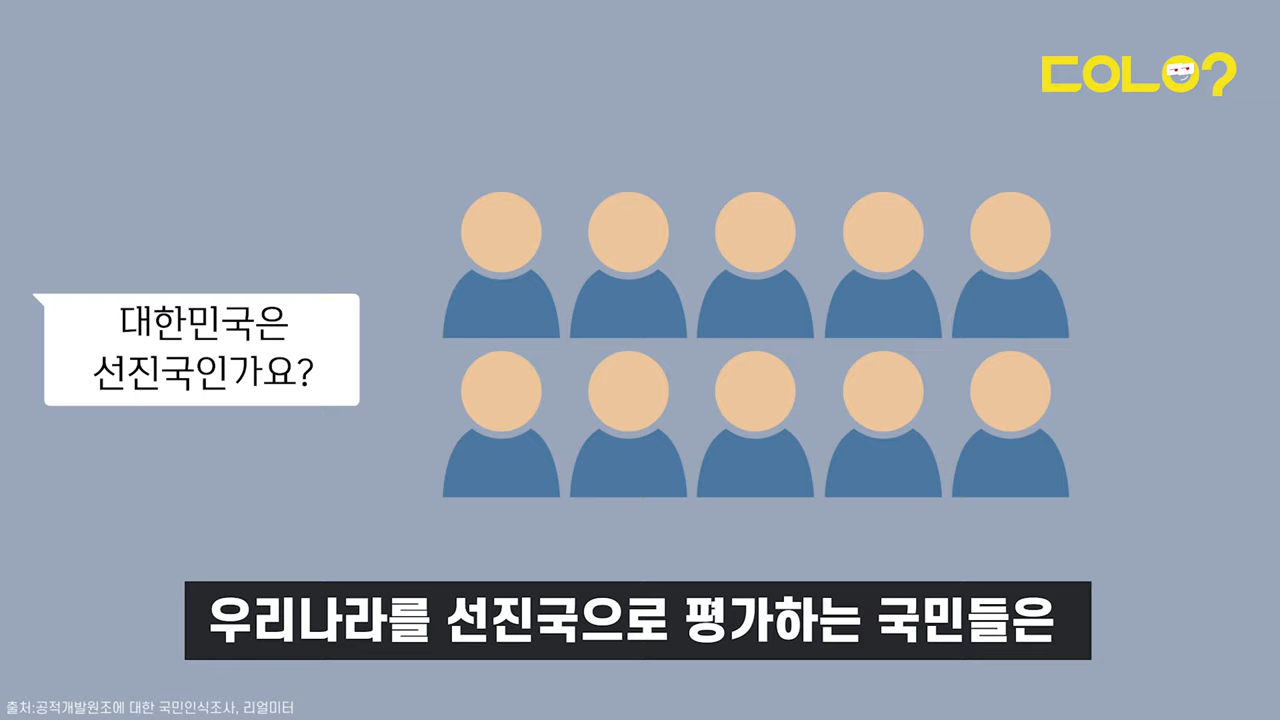 대한민국은
선진국인가요?
우리나라를 선진국으로 평가하는 국민들은
출처:공적개발원조에 대한 국민인식조사, 리얼미터